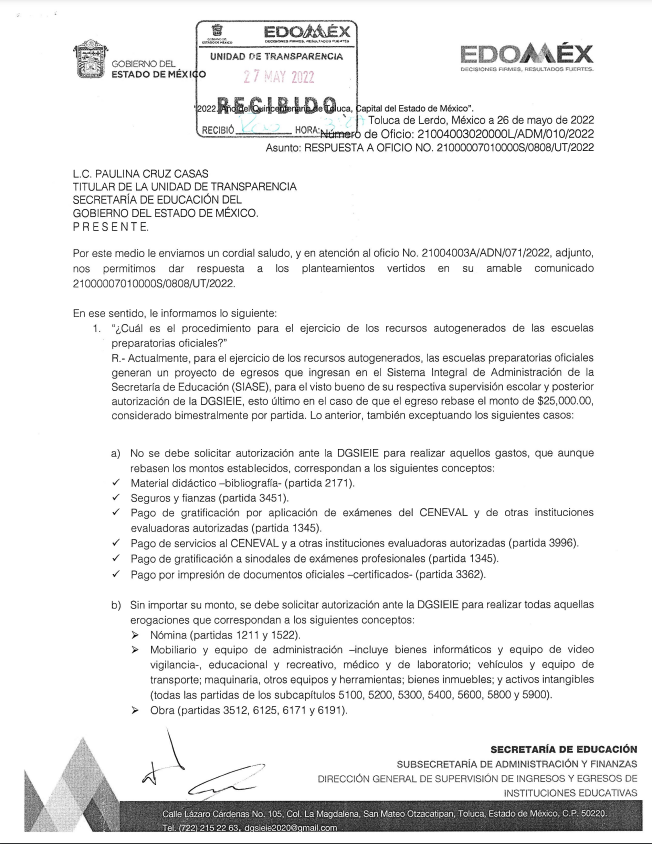 GOBIERNO DEL
ESTADO DE MÉXICO
GOBIERNO DEL
ESTADO DE MÉXICO
EDOMÉX
DECISIONES FIRMES, RESULTADOS FUERTES.
UNIDAD DE TRANSPARENCIA
27 MAY 2022
RECIBIDO
RECIBIÓ HORA:
EDOMÉX
DECISIONES FIRMES, RESULTADOS FUERTES.
"2022. Año del Quincentenario de Toluca, Capital del Estado de México".
Toluca de Lerdo, México a 26 de mayo de 2022
Número de Oficio: 21004003020000L/ADM/010/2022
Asunto: RESPUESTA A OFICIO NO. 21000007010000S/0808/UT/2022
L.C. PAULINA CRUZ CASAS
TITULAR DE LA UNIDAD DE TRANSPARENCIA
SECRETARÍA DE EDUCACIÓN DEL
GOBIERNO DEL ESTADO DE MÉXICO.
P R E S E N T E.
Por este medio le enviamos un cordial saludo, y en atención al oficio No. 21004003A/ADN/071/2022, adjunto,
nos permitimos dar respuesta a los planteamientos vertidos en su amable comunicado
21000007010000S/0808/UT/2022.
En ese sentido, le informamos lo siguiente:
1. "¿Cuál es el procedimiento para el ejercicio de los recursos autogenerados de las escuelas
preparatorias oficiales?"
R.- Actualmente, para el ejercicio de los recursos autogenerados, las escuelas preparatorias oficiales
generan un proyecto de egresos que ingresan en el Sistema Integral de Administración de la
Secretaría de Educación (SIASE), para el visto bueno de su respectiva supervisión escolar y posterior
autorización de la DGSIEIE, esto último en el caso de que el egreso rebase el monto de $25,000.00,
considerado bimestralmente por partida. Lo anterior, también exceptuando los siguientes casos:
a) No se debe solicitar autorización ante la DGSIEIE para realizar aquellos gastos, que aunque
rebasen los montos establecidos, correspondan a los siguientes conceptos:
✓ Material didáctico –bibliografía- (partida 2171).
✓ Seguros y fianzas (partida 3451).
✓ Pago de gratificación por aplicación de exámenes del CENEVAL y de otras instituciones
evaluadoras autorizadas (partida 1345).
✓ Pago de servicios al CENEVAL y a otras instituciones evaluadoras autorizadas (partida 3996).
✓ Pago de gratificación a sinodales de exámenes profesionales (partida 1345).
✓ Pago por impresión de documentos oficiales –certificados- (partida 3362).
b) Sin importar su monto, se debe solicitar autorización ante la DGSIEIE para realizar todas aquellas
erogaciones que correspondan a los siguientes conceptos:
➤ Nómina (partidas 1211 y 1522).
➤ Mobiliario y equipo de administración –incluye bienes informáticos y equipo de video
vigilancia-, educacional y recreativo, médico y de laboratorio; vehículos y equipo de
transporte; maquinaria, otros equipos y herramientas; bienes inmuebles; y activos intangibles
(todas las partidas de los subcapítulos 5100, 5200, 5300, 5400, 5600, 5800 y 5900).
➤ Obra (partidas 3512, 6125, 6171 y 6191).
SECRETARÍA DE EDUCACIÓN
SUBSECRETARÍA DE ADMINISTRACIÓN Y FINANZAS
DIRECCIÓN GENERAL DE SUPERVISIÓN DE INGRESOS Y EGRESOS DE
INSTITUCIONES EDUCATIVAS
Calle Lázaro Cárdenas No. 105, Col. La Magdalena, San Mateo Otzacatipan, Toluca, Estado de México, C.P. 50220.
Tel. (722) 215 22 63, dgsieie2020@gmail.com